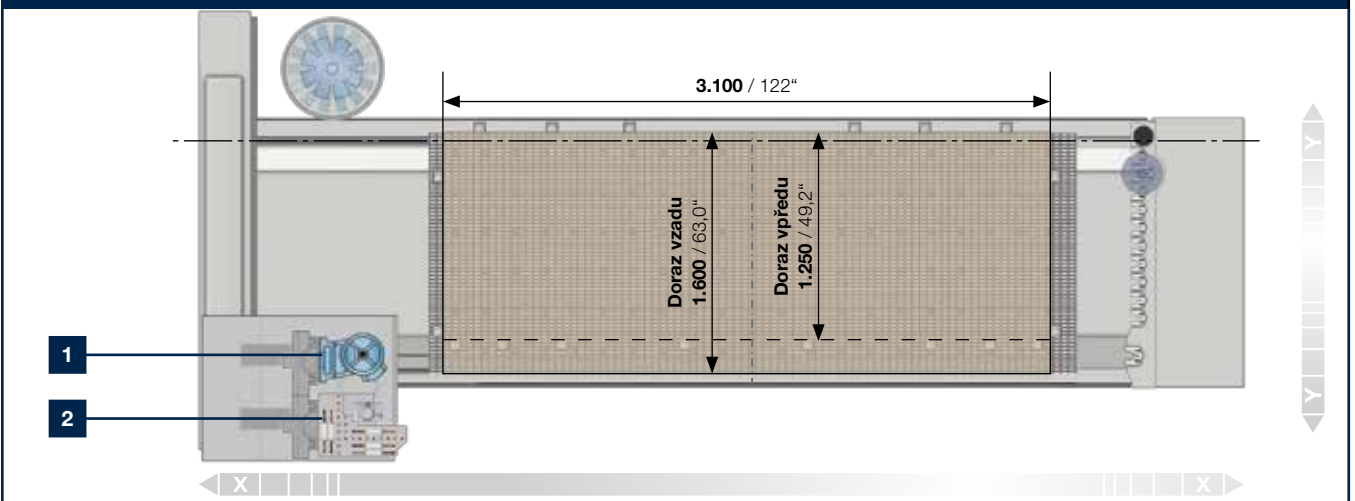 3.100 / 122“
Doraz vzadu
1.600 / 63,0“
Doraz vpředu
1.250 / 49,2“
Y
1
2
Y
X
X